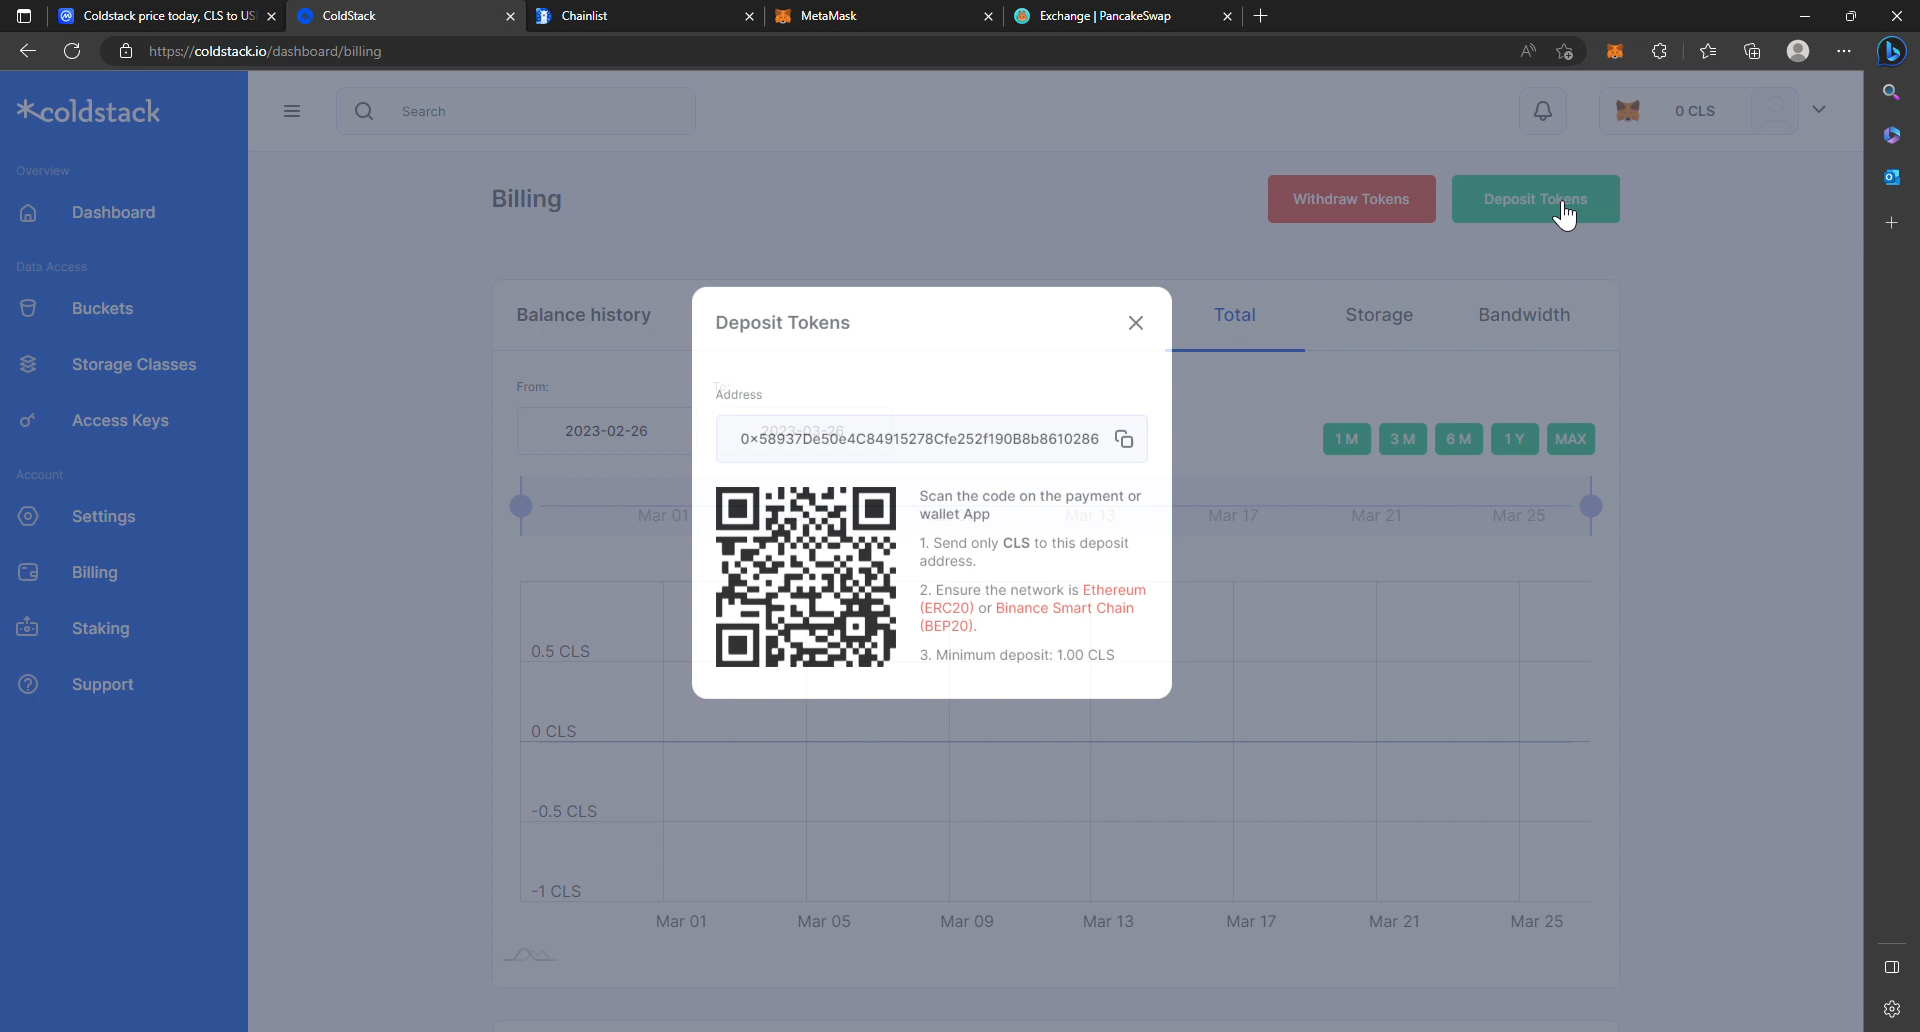 Coldstack price today, CLS to US
ColdStack
Chainlist
MetaMask
Exchange | PancakeSwap
https://coldstack.io/dashboard/billing
coldstack
Search
0 CLS
Overview
Dashboard
Data Access
Buckets
Storage Classes
Access Keys
Account
Settings
Billing
Staking
Support
Billing
Withdraw Tokens
Deposit Tokens
Balance history
Total
Storage
Bandwidth
From:
To:
2023-02-26
2023-03-26
1 M
3 M
6 M
1 Y
MAX
Deposit Tokens
Address
0x58937De50e4C84915278Cfe252f190B8b8610286
Scan the code on the payment or
wallet App
1. Send only CLS to this deposit
address.
2. Ensure the network is Ethereum
(ERC20) or Binance Smart Chain
(BEP20).
3. Minimum deposit: 1.00 CLS
Mar 01
Mar 13
Mar 17
Mar 21
Mar 25
0.5 CLS
0 CLS
-0.5 CLS
-1 CLS
Mar 01
Mar 05
Mar 09
Mar 13
Mar 17
Mar 21
Mar 25